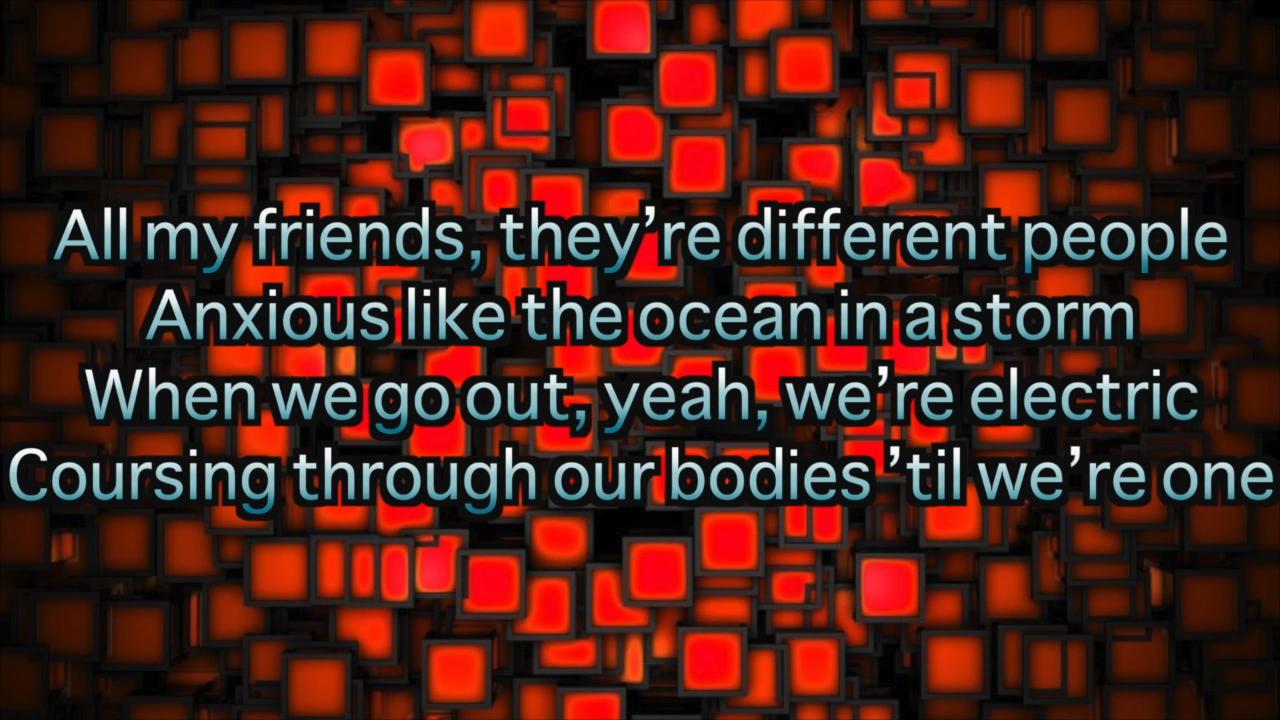 All my friends, they’re different people
Anxious like the ocean in a storm
When we go out, yeah, we’re electric
Coursing through our bodies ’til we’re one